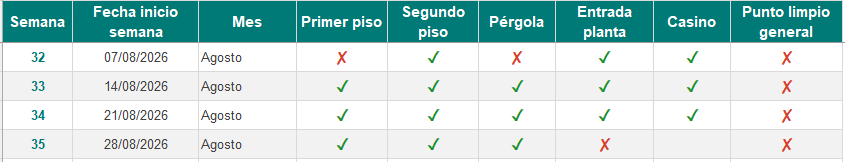 Semana Fecha inicio semana Mes Primer piso Segundo piso Pérgola Entrada planta Casino Punto limpio general
32 07/08/2026 Agosto ✗ ✓ ✗ ✓ ✓ ✗
33 14/08/2026 Agosto ✓ ✓ ✓ ✓ ✓ ✗
34 21/08/2026 Agosto ✓ ✓ ✓ ✓ ✓ ✗
35 28/08/2026 Agosto ✓ ✓ ✓ ✗ ✗